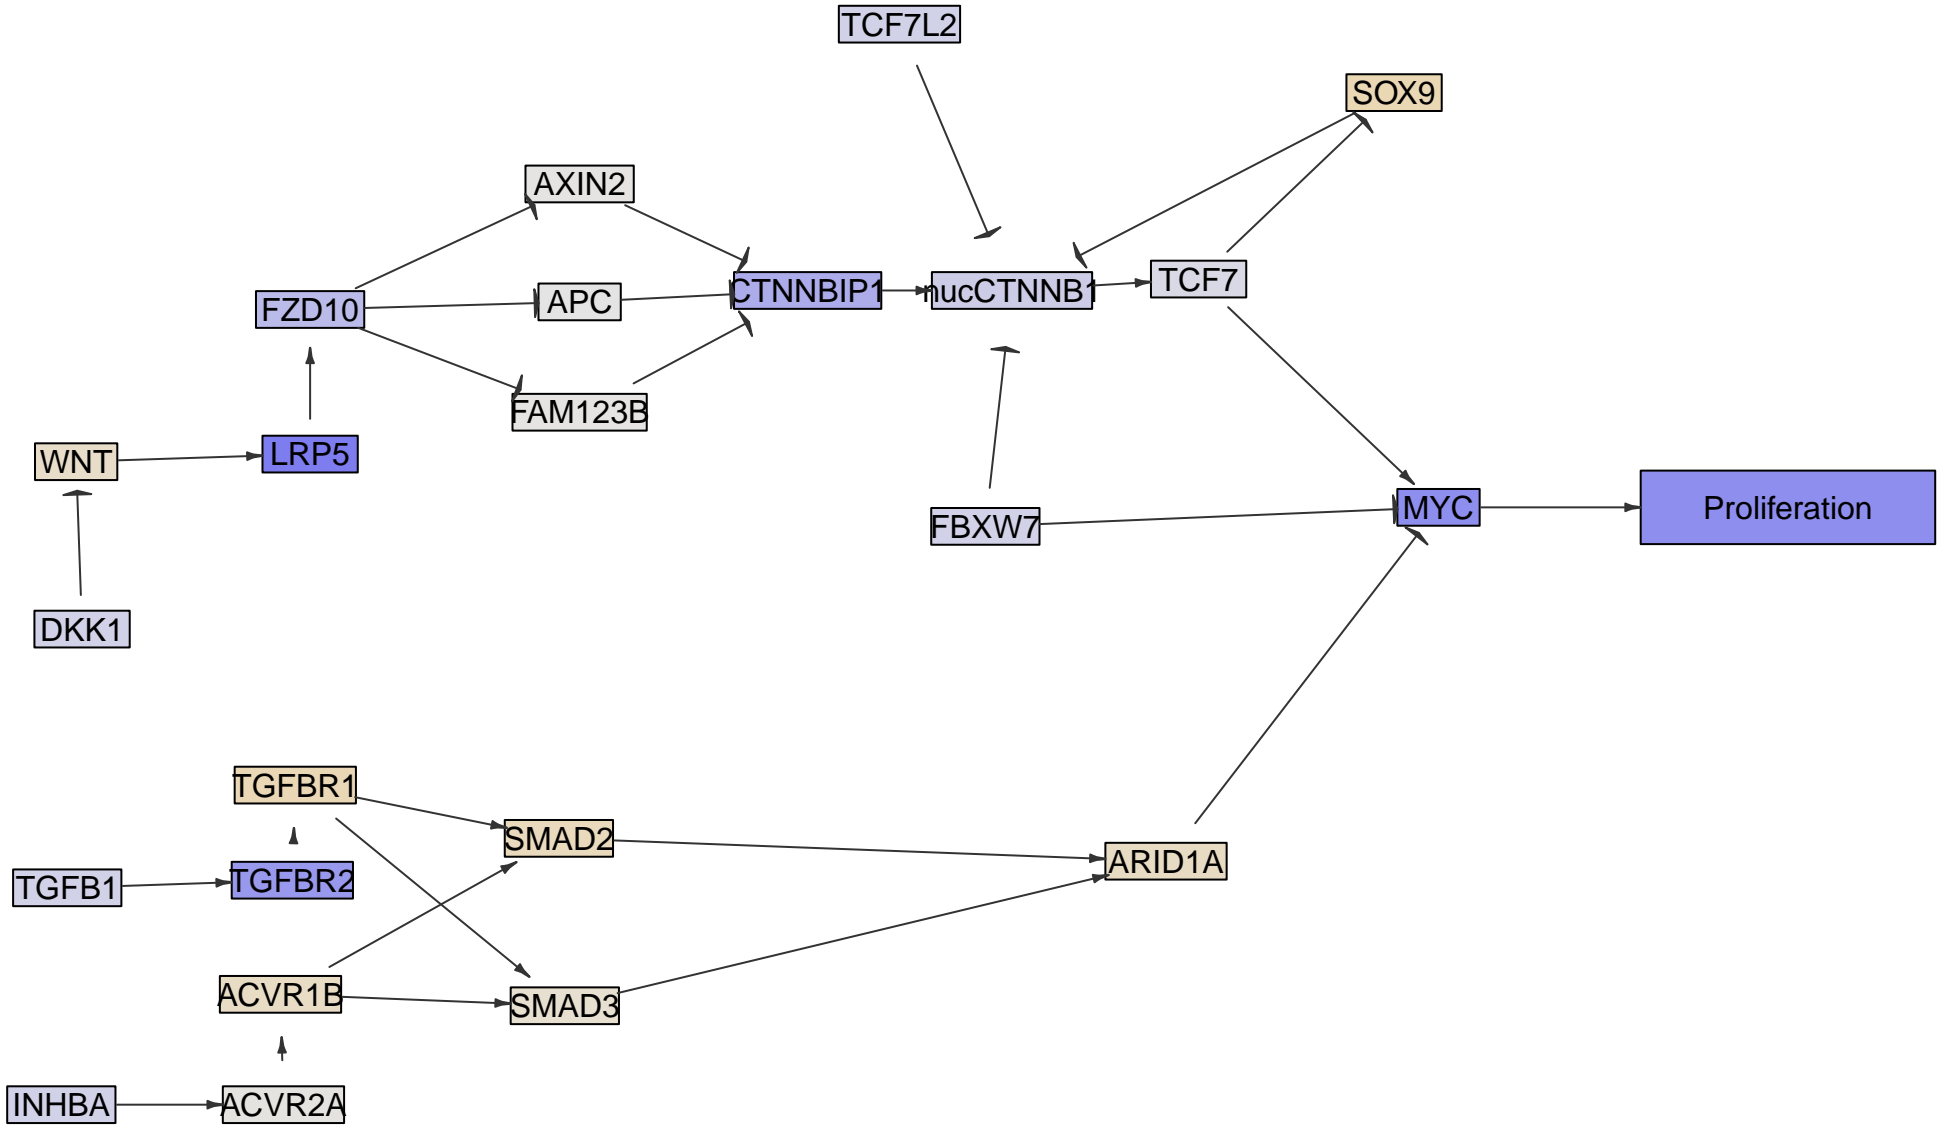 TCF7L2
SOX9
AXIN2
TCF7
CTNNBIP1
nucCTNNB1
APC
FZD10
FAM123B
WNT
LRP5
MYC
Proliferation
FBXW7
DKK1
TGFBR1
SMAD2
ARID1A
TGFB1
TGFBR2
ACVR1B
SMAD3
INHBA
ACVR2A